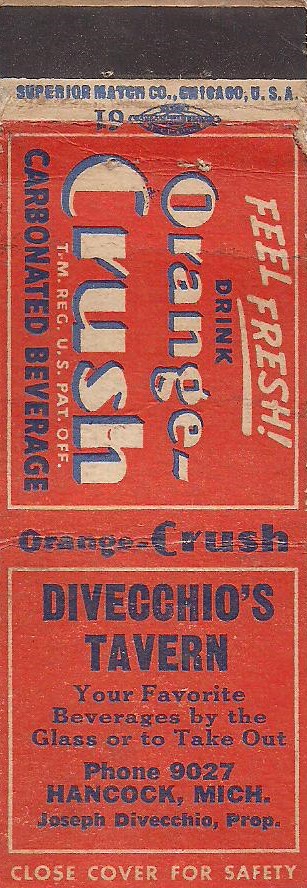 SUPERIOR MATCH CO., CHICAGO, U.S.A.
19
FEEL FRESH!
DRINK
Orange-
Crush
T.M. REG. U.S. PAT. OFF.
CARBONATED BEVERAGE
Orange-Crush
DIVECCHIO'S
TAVERN
Your Favorite
Beverages by the
Glass or to Take Out
Phone 9027
HANCOCK, MICH.
Joseph Divecchio, Prop.
CLOSE COVER FOR SAFETY